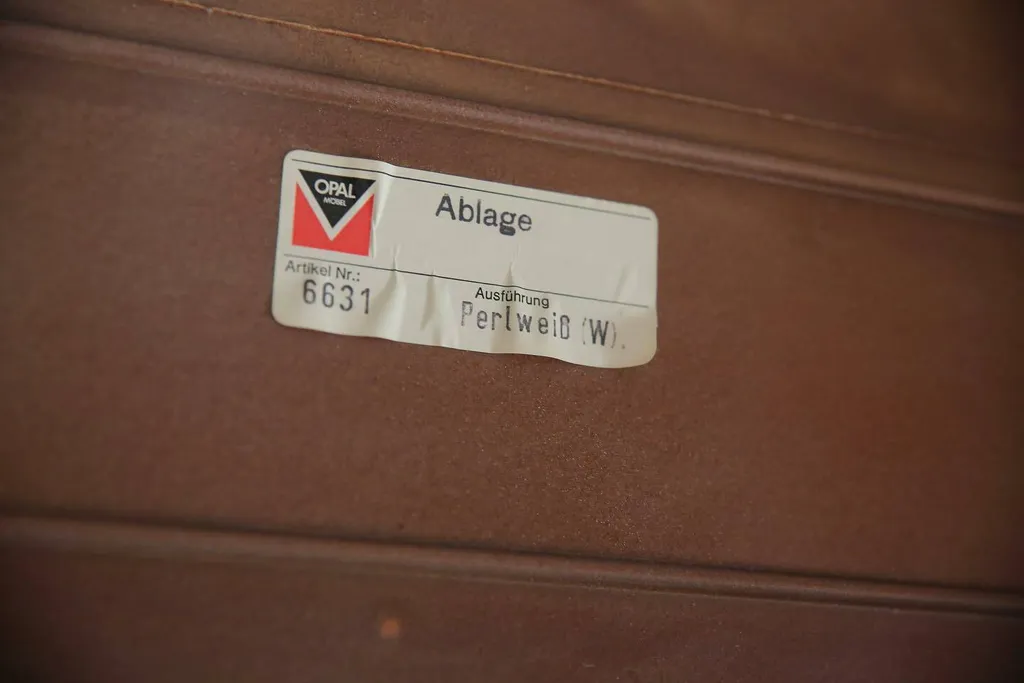 OPAL
MÖBEL
Ablage
Artikel Nr.:
6631
Ausführung
Perlweiß (W).